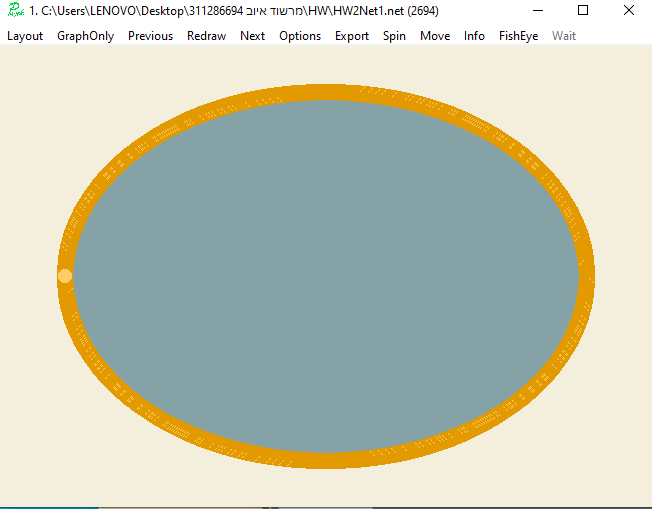 1. C:\Users\LENOVO\Desktop\311286694 מרשוד איוב\HW\HW2Net1.net (2694)
Layout GraphOnly Previous Redraw Next Options Export Spin Move Info FishEye Wait